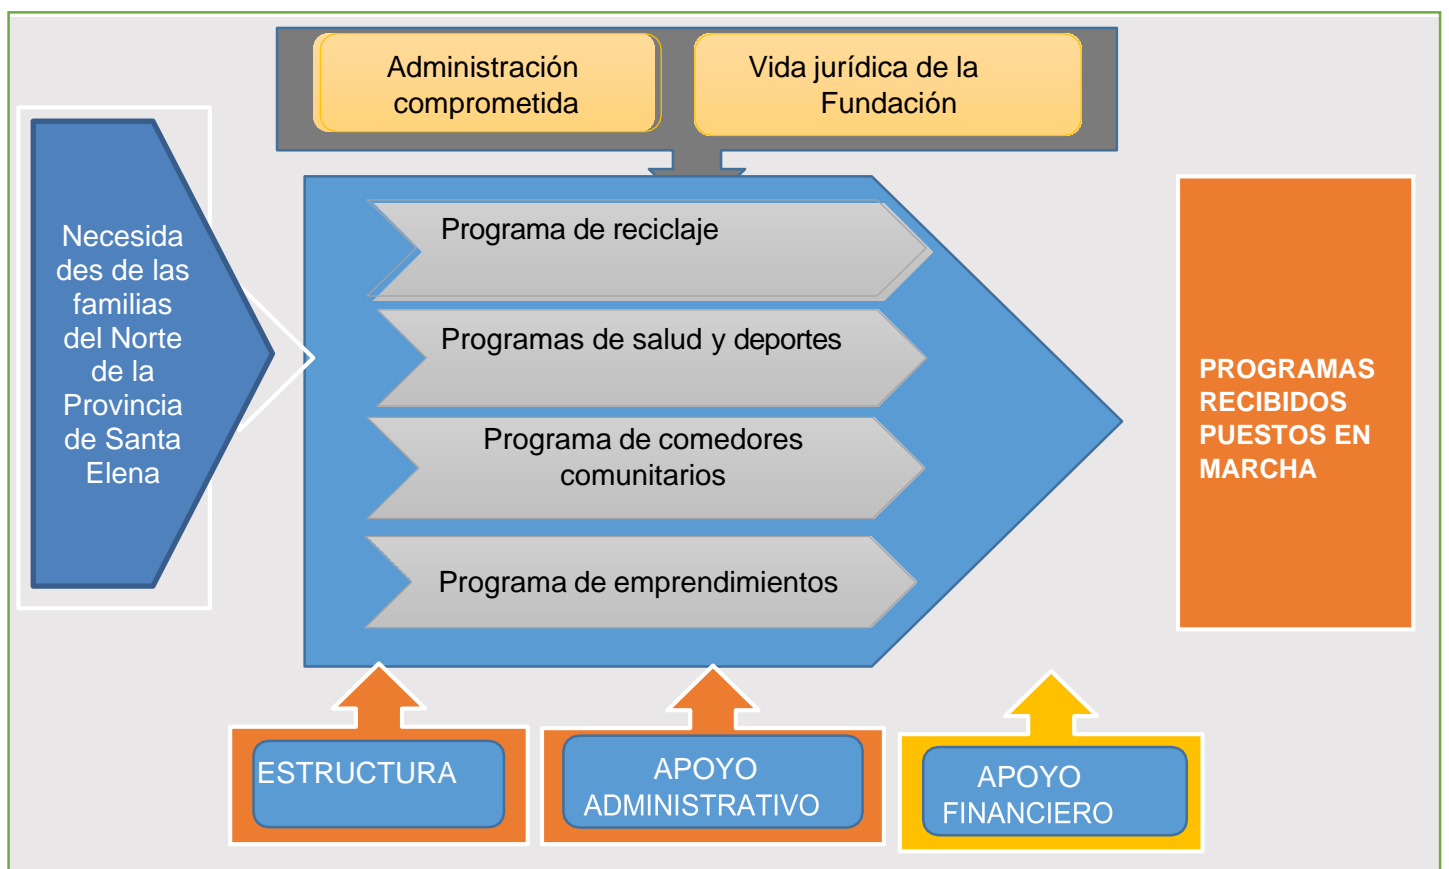 Administración
comprometida
Vida jurídica de la
Fundación
Necesida
des de las
familias
del Norte
de la
Provincia
de Santa
Elena
Programa de reciclaje
Programas de salud y deportes
Programa de comedores
comunitarios
Programa de emprendimientos
PROGRAMAS
RECIBIDOS
PUESTOS EN
MARCHA
ESTRUCTURA
APOYO
ADMINISTRATIVO
APOYO
FINANCIERO